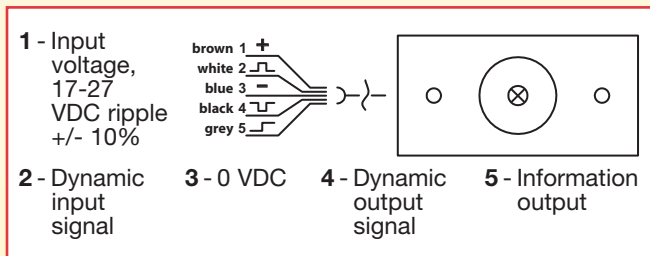 1 - Input
voltage,
17-27
VDC ripple
+/- 10%
brown 1 +
white 2
blue 3 -
black 4
grey 5
2 - Dynamic
input
signal
3 - 0 VDC
4 - Dynamic
output
signal
5 - Information
output